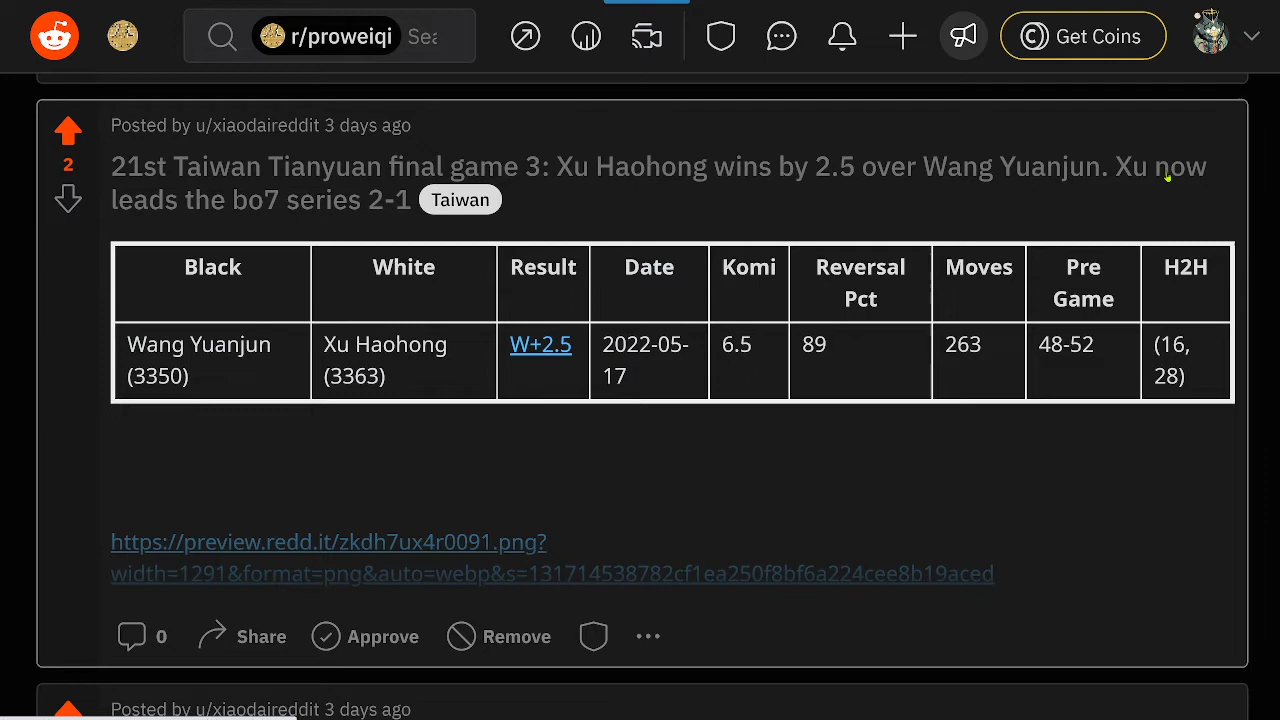 r/proweiqi Sea
Get Coins
Posted by u/xiaodaireddit 3 days ago
2
21st Taiwan Tianyuan final game 3: Xu Haohong wins by 2.5 over Wang Yuanjun. Xu now
leads the bo7 series 2-1 Taiwan
Black White Result Date Komi Reversal Moves Pre H2H
Pct Game
Wang Yuanjun Xu Haohong W+2.5 2022-05- 6.5 89 263 48-52 (16,
(3350) (3363) 17 28)
https://preview.redd.it/zkdh7ux4r0091.png?
width=1291&format=png&auto=webp&s=131714538782cf1ea250f8bf6a224cee8b19aced
0 Share Approve Remove
Posted by u/xiaodaireddit 3 days ago